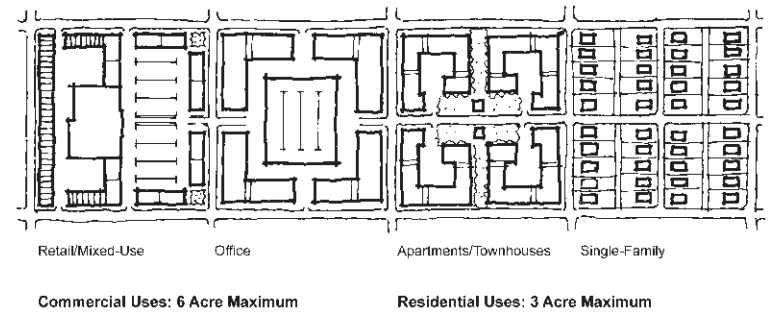 Retail/Mixed-Use Office Apartments/Townhouses Single-Family
Commercial Uses: 6 Acre Maximum Residential Uses: 3 Acre Maximum